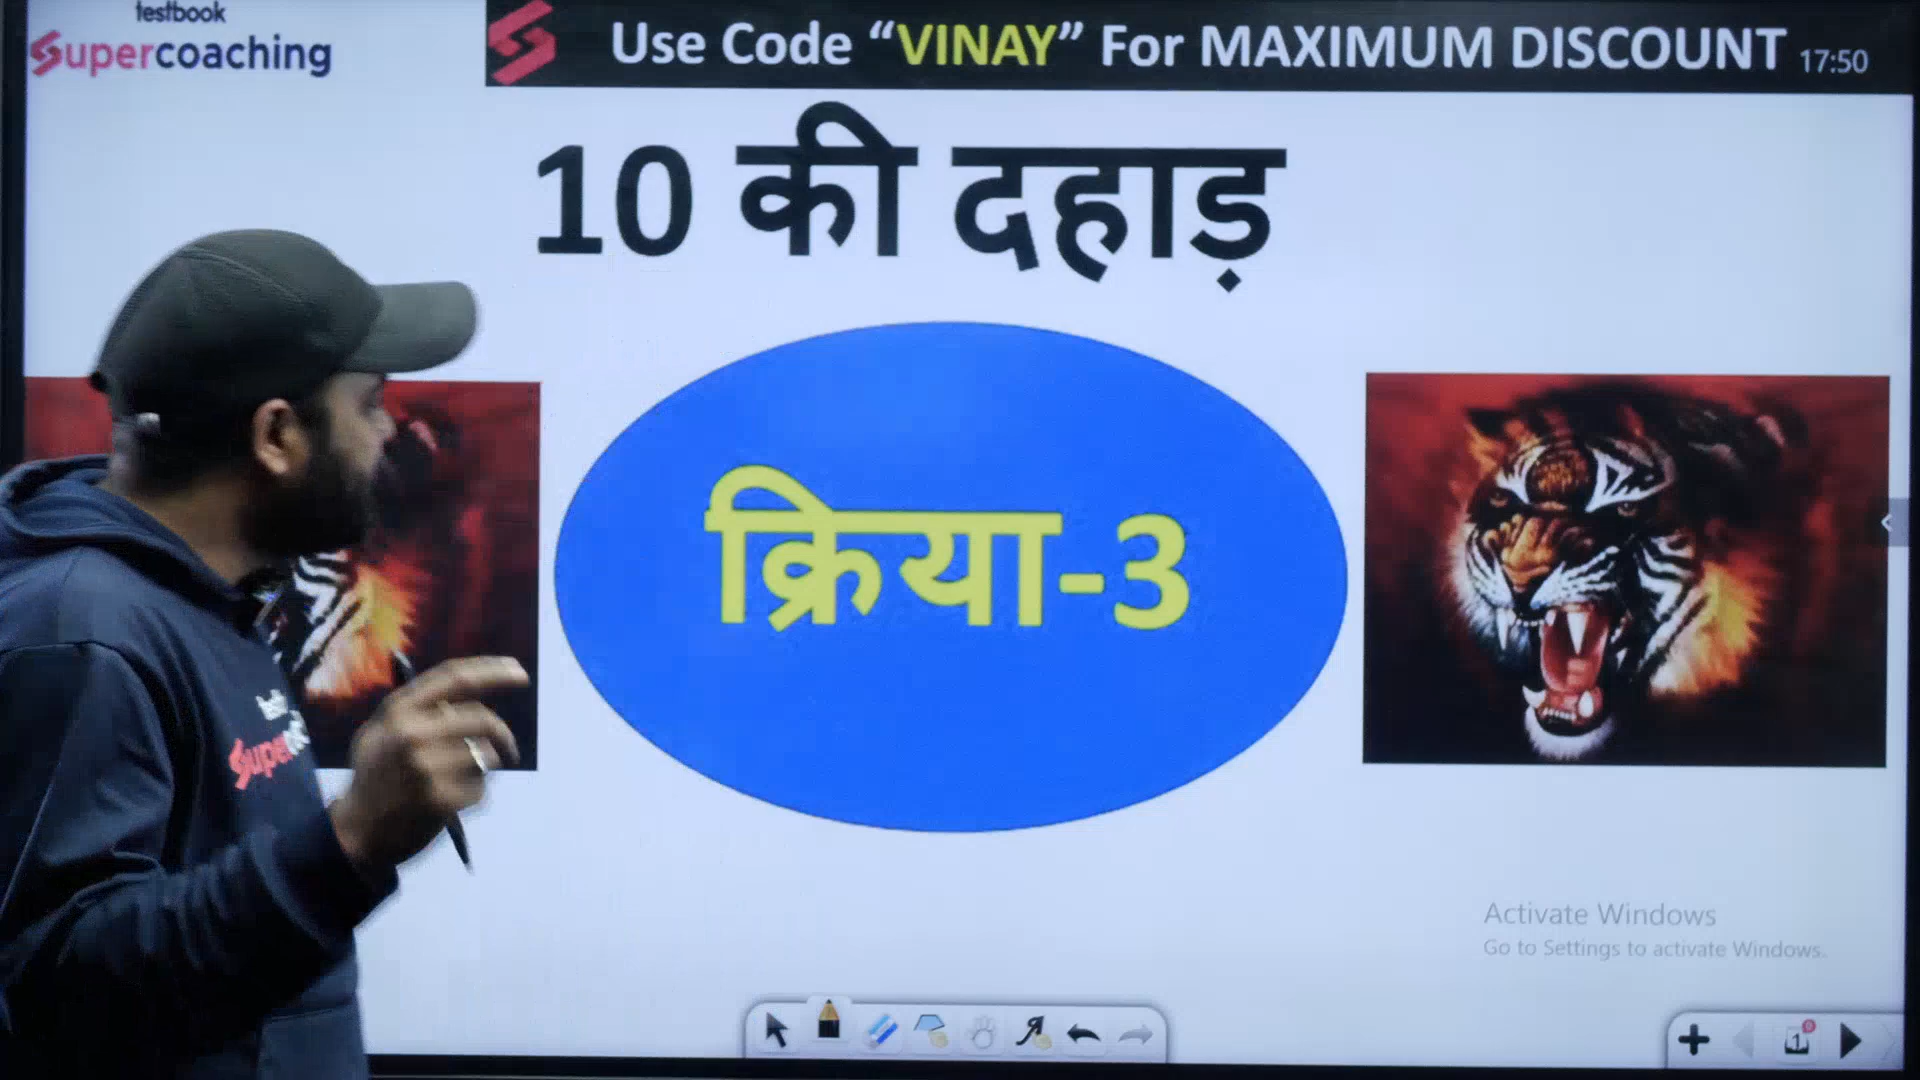 testbook
Supercoaching
Use Code “VINAY” For MAXIMUM DISCOUNT 17:50
10 की दहाड़
क्रिया-3
Activate Windows
Go to Settings to activate Windows.
1